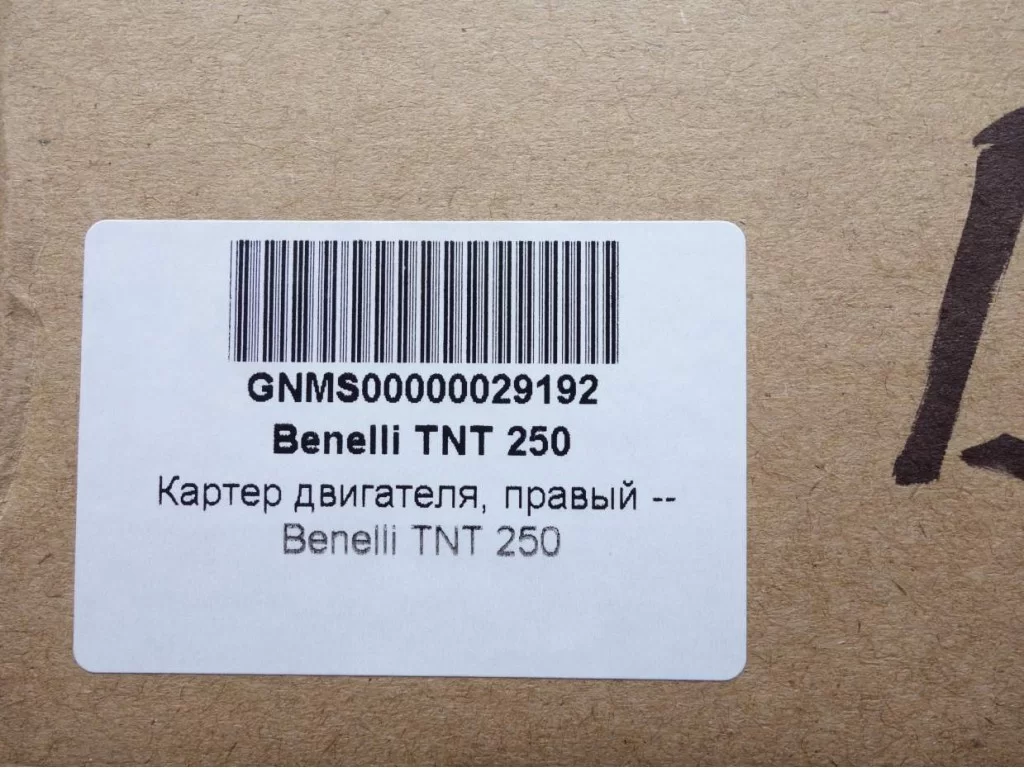 GNMS00000029192
Benelli TNT 250
Картер двигателя, правый --
Benelli TNT 250